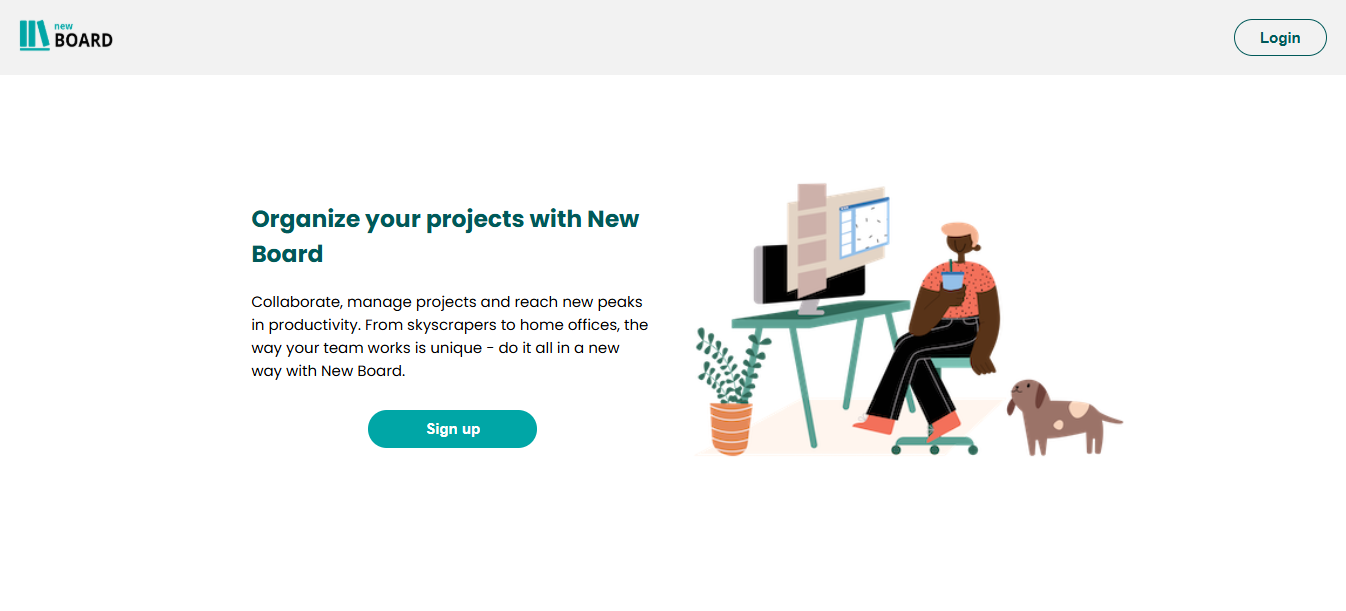 new
BOARD
Login
Organize your projects with New
Board
Collaborate, manage projects and reach new peaks
in productivity. From skyscrapers to home offices, the
way your team works is unique - do it all in a new
way with New Board.
Sign up